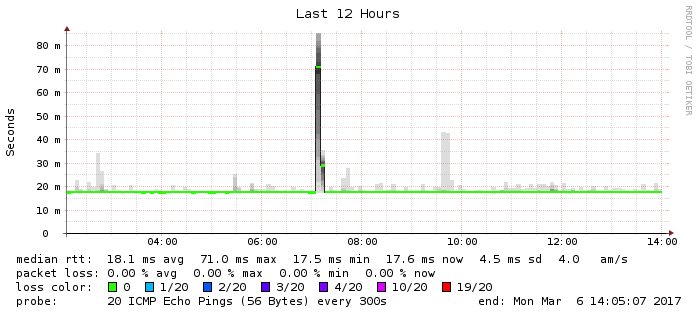 Last 12 Hours
RRDTOOL / TOBI OETIKER
Seconds
80 m
70 m
60 m
50 m
40 m
30 m
20 m
10 m
0
04:00 06:00 08:00 10:00 12:00 14:00
median rtt: 18.1 ms avg 71.0 ms max 17.5 ms min 17.6 ms now 4.5 ms sd 4.0 am/s
packet loss: 0.00 % avg 0.00 % max 0.00 % min 0.00 % now
loss color: 0 1/20 2/20 3/20 4/20 10/20 19/20
probe: 20 ICMP Echo Pings (56 Bytes) every 300s end: Mon Mar 6 14:05:07 2017